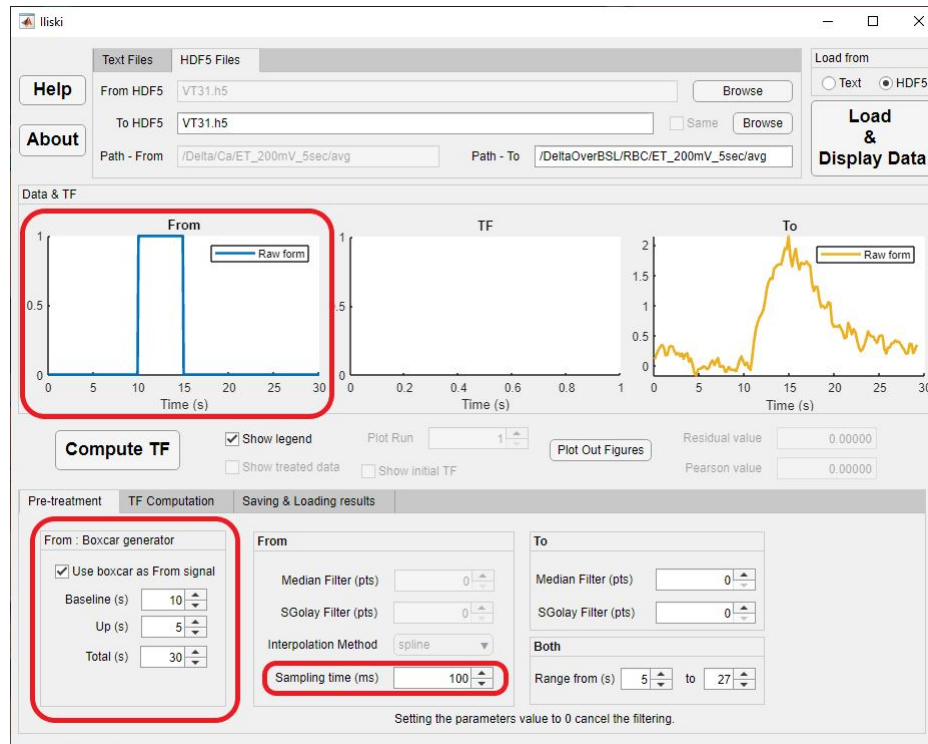 Iliski
Text Files HDF5 Files
Load from
Text HDF5
Help
From HDF5 VT31.h5 Browse
To HDF5 VT31.h5 Same Browse
Load
&
Display Data
About
Path - From /Delta/Ca/ET_200mV_5sec/avg Path - To /DeltaOverBSL/RBC/ET_200mV_5sec/avg
Data & TF
From
Raw form
1
0.5
0
0 5 10 15 20 25 30
Time (s)
TF
1
0.5
0
0 0.2 0.4 0.6 0.8 1
Time (s)
To
Raw form
2
1.5
1
0.5
0
0 5 10 15 20 25 30
Time (s)
Compute TF
Show legend Plot Run 1
Show treated data Show initial TF
Plot Out Figures
Residual value 0.00000
Pearson value 0.00000
Pre-treatment TF Computation Saving & Loading results
From : Boxcar generator
Use boxcar as From signal
Baseline (s) 10
Up (s) 5
Total (s) 30
From
Median Filter (pts) 0
SGolay Filter (pts) 0
Interpolation Method spline
Sampling time (ms) 100
To
Median Filter (pts) 0
SGolay Filter (pts) 0
Both
Range from (s) 5 to 27
Setting the parameters value to 0 cancel the filtering.